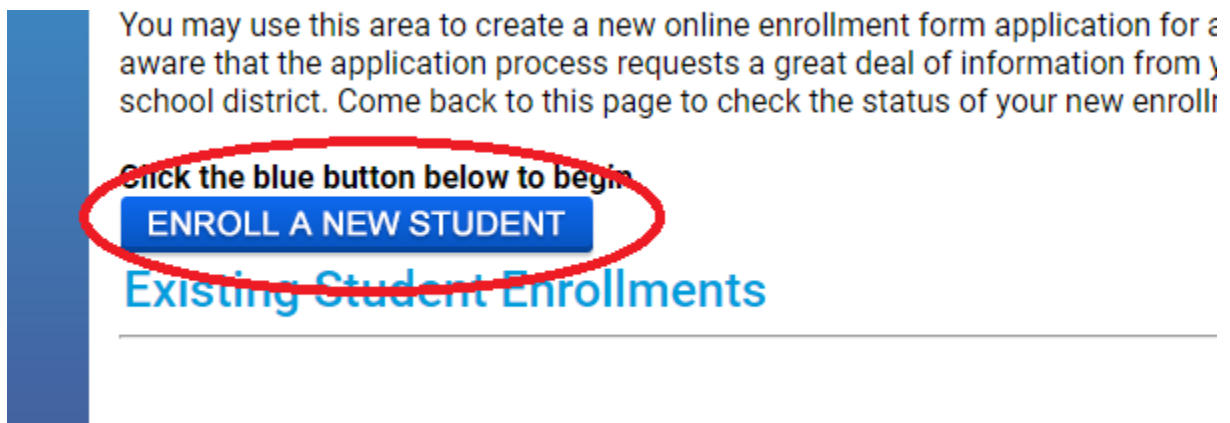 You may use this area to create a new online enrollment form application for
aware that the application process requests a great deal of information from
school district. Come back to this page to check the status of your new
Click the blue button below to begin
ENROLL A NEW STUDENT
Existing Student Enrollments